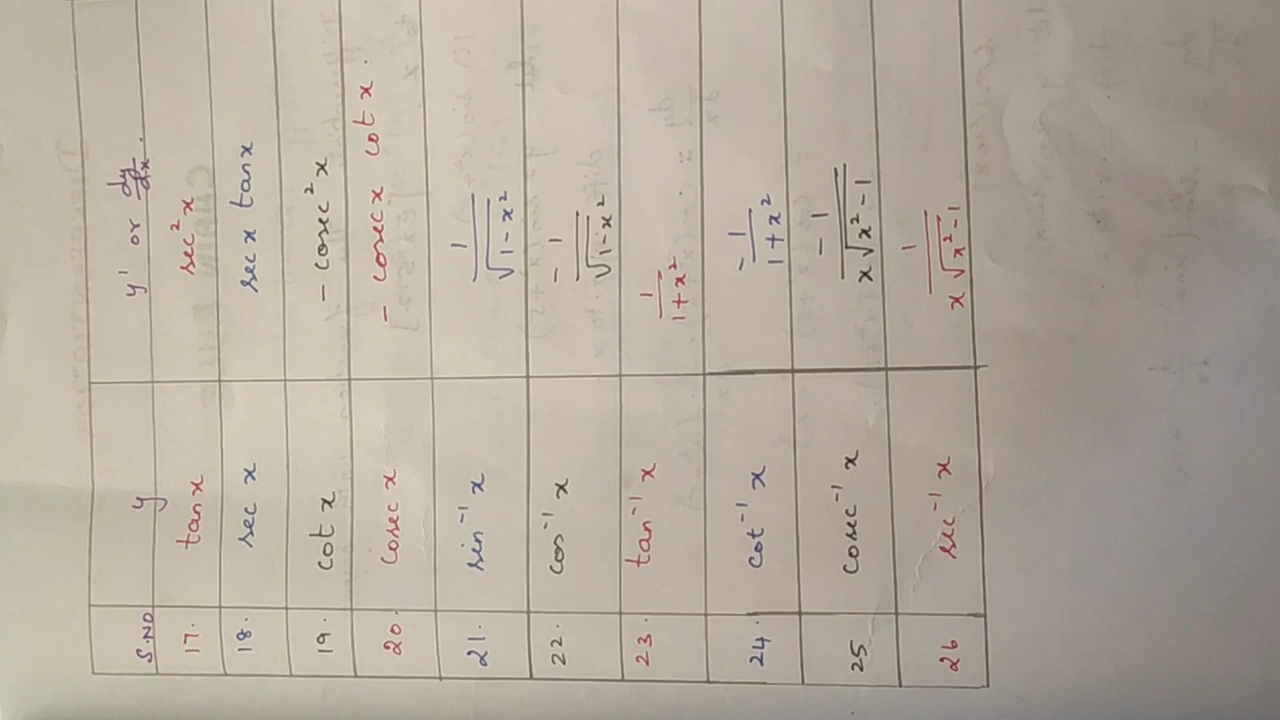 S.NO y y' or dy/dx.
17. tan x sec² x
18. sec x sec x tan x
19. cot x - cosec² x
20. cosec x - cosec x cot x.
21. sin⁻¹ x 1/√(1-x²)
22. cos⁻¹ x -1/√(1-x²)
23. tan⁻¹ x 1/(1+x²)
24. cot⁻¹ x -1/(1+x²)
25 cosec⁻¹ x -1/(x√(x²-1))
26 sec⁻¹ x 1/(x√(x²-1))